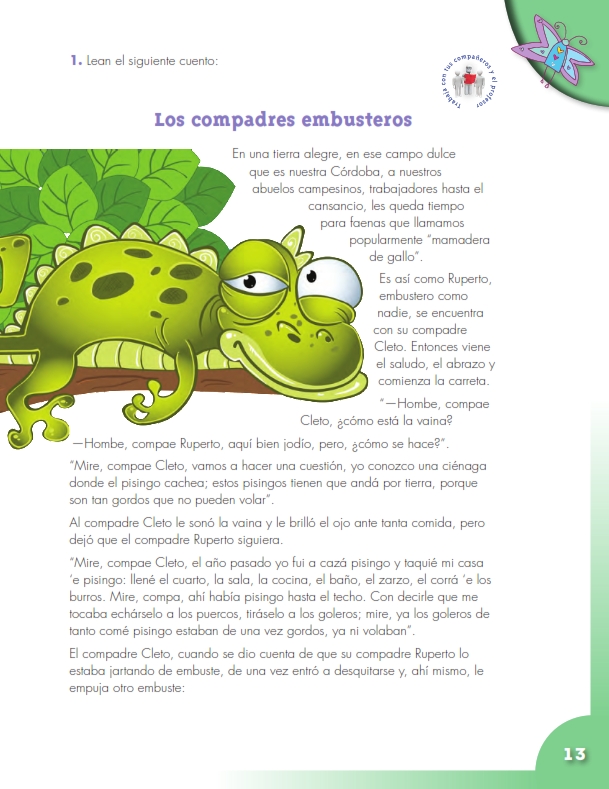 1. Lean el siguiente cuento:
Trabaja con tus compañeros y el profesor
Los compadres embusteros
En una tierra alegre, en ese campo dulce
que es nuestra Córdoba, a nuestros
abuelos campesinos, trabajadores hasta el
cansancio, les queda tiempo
para faenas que llamamos
popularmente “mamadera
de gallo”.
Es así como Ruperto,
embustero como
nadie, se encuentra
con su compadre
Cleto. Entonces viene
el saludo, el abrazo y
comienza la carreta.
“—Hombe, compae
Cleto, ¿cómo está la vaina?
—Hombe, compae Ruperto, aquí bien jodío, pero, ¿cómo se hace?”.
“Mire, compae Cleto, vamos a hacer una cuestión, yo conozco una ciénaga
donde el pisingo cachea; estos pisingos tienen que andá por tierra, porque
son tan gordos que no pueden volar”.
Al compadre Cleto le sonó la vaina y le brilló el ojo ante tanta comida, pero
dejó que el compadre Ruperto siguiera.
“Mire, compae Cleto, el año pasado yo fui a cazá pisingo y taquié mi casa
’e pisingo: llené el cuarto, la sala, la cocina, el baño, el zarzo, el corrá ’e los
burros. Mire, compa, ahí había pisingo hasta el techo. Con decirle que me
tocaba echárselo a los puercos, tiráselo a los goleros; mire, ya los goleros de
tanto comé pisingo estaban de una vez gordos, ya ni volaban”.
El compadre Cleto, cuando se dio cuenta de que su compadre Ruperto lo
estaba jartando de embuste, de una vez entró a desquitarse y, ahí mismo, le
empuja otro embuste:
13